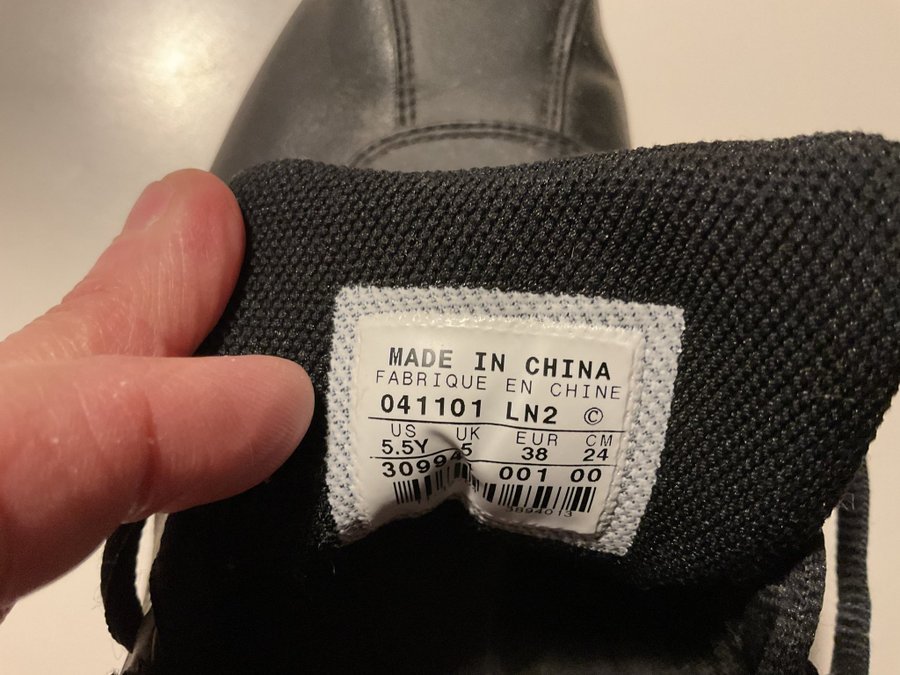 MADE IN CHINA
FABRIQUE EN CHINE
041101 LN2 ©
US UK EUR CM
5.5Y 5 38 24
001 00